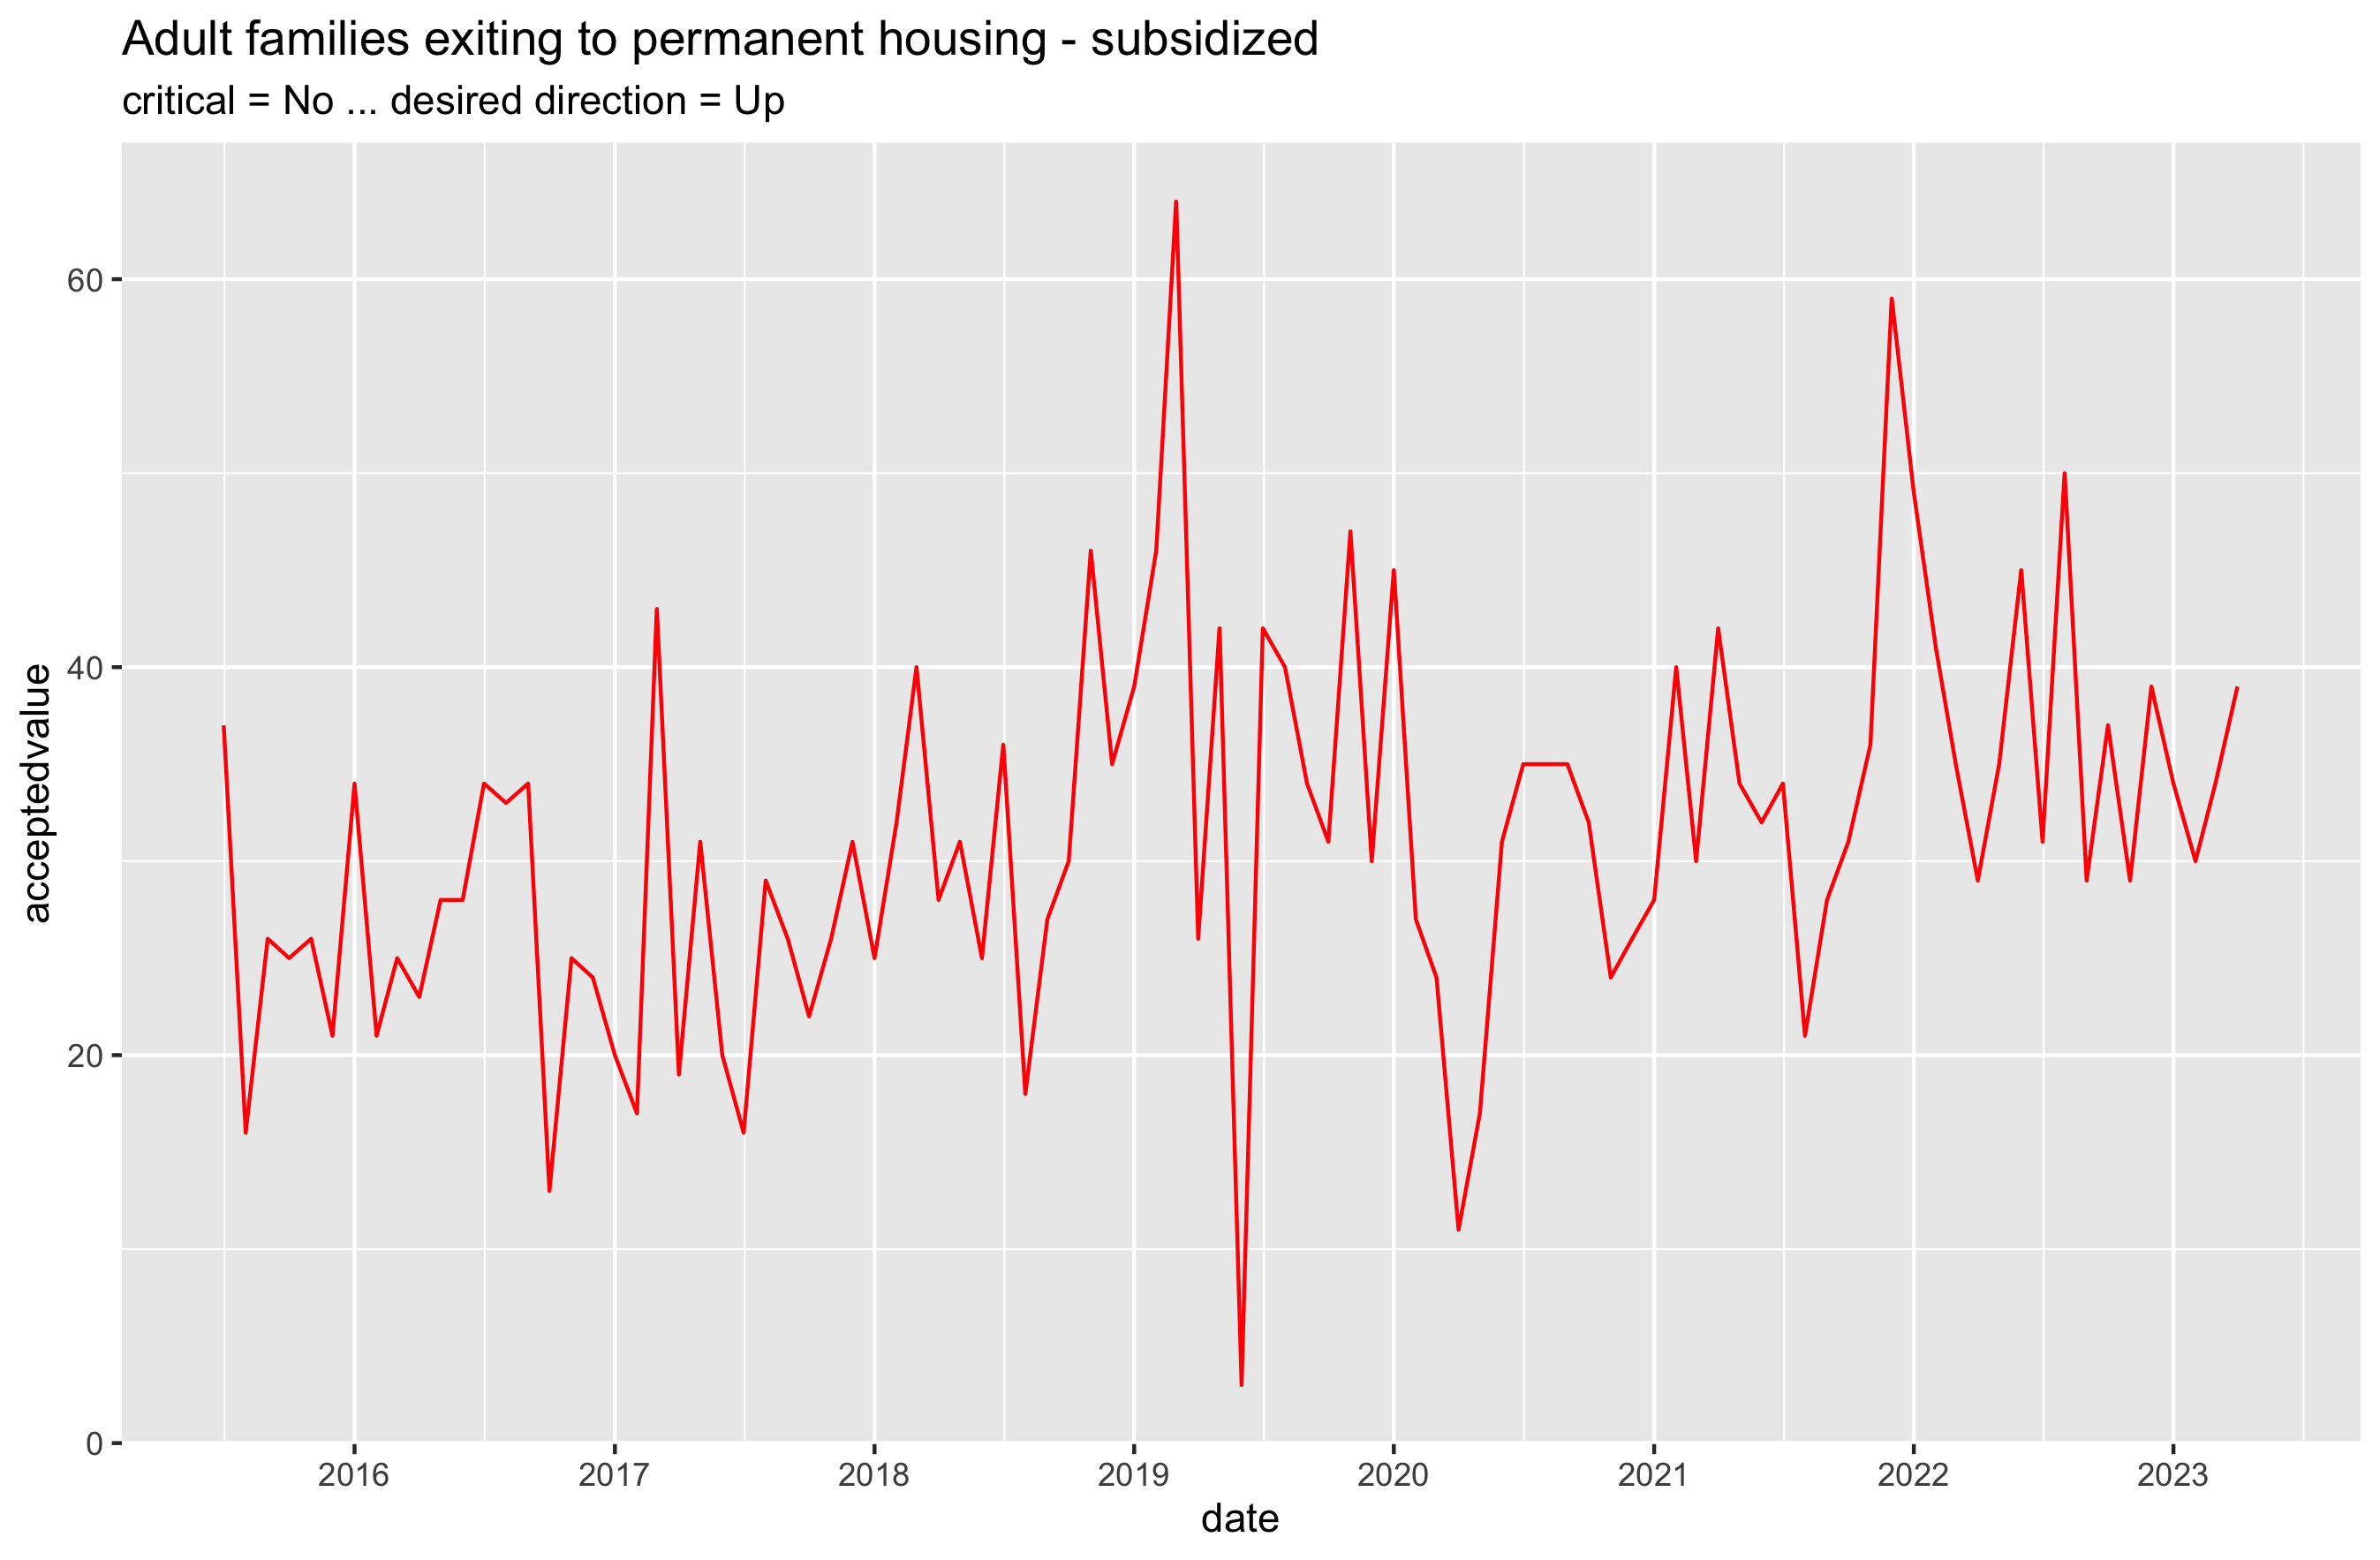 Adult families exiting to permanent housing - subsidized
critical = No ... desired direction = Up
acceptedvalue
60
40
20
0
2016 2017 2018 2019 2020 2021 2022 2023
date